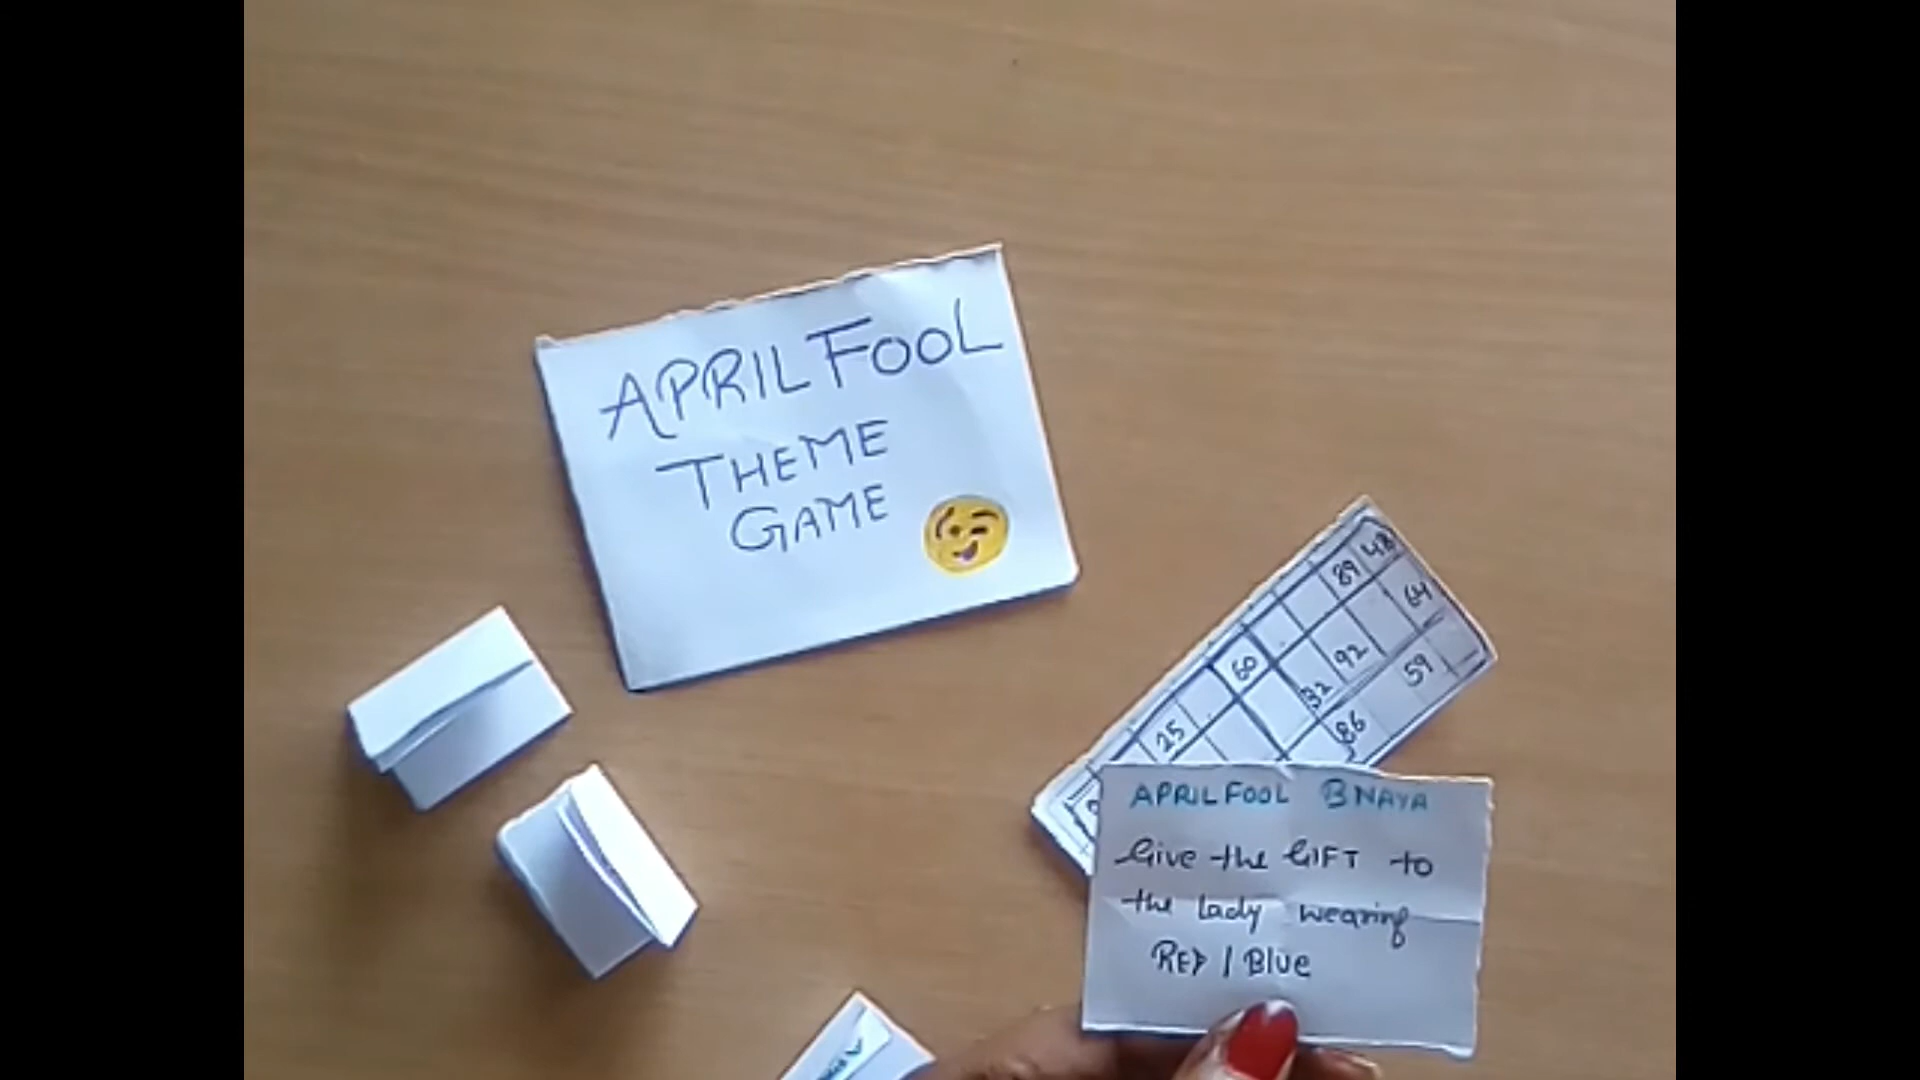 APRIL FOOL
THEME
GAME
89 48
64
60 92
32 59
25 86
APRIL FOOL BNAYA
Give the GIFT to
the lady wearing
RED / Blue